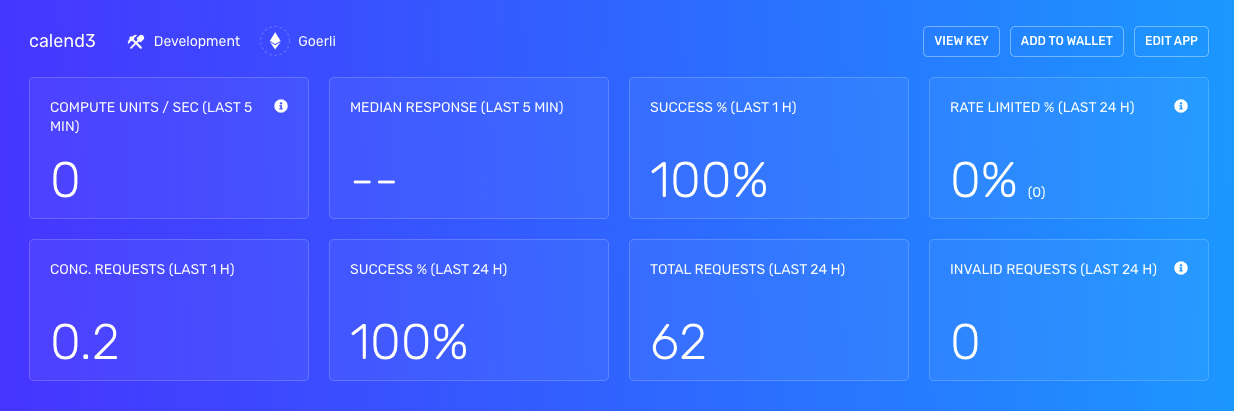 calend3 Development Goerli VIEW KEY ADD TO WALLET EDIT APP
COMPUTE UNITS / SEC (LAST 5
MIN)
0
MEDIAN RESPONSE (LAST 5 MIN)
--
SUCCESS % (LAST 1 H)
100%
RATE LIMITED % (LAST 24 H)
0% (0)
CONC. REQUESTS (LAST 1 H)
0.2
SUCCESS % (LAST 24 H)
100%
TOTAL REQUESTS (LAST 24 H)
62
INVALID REQUESTS (LAST 24 H)
0